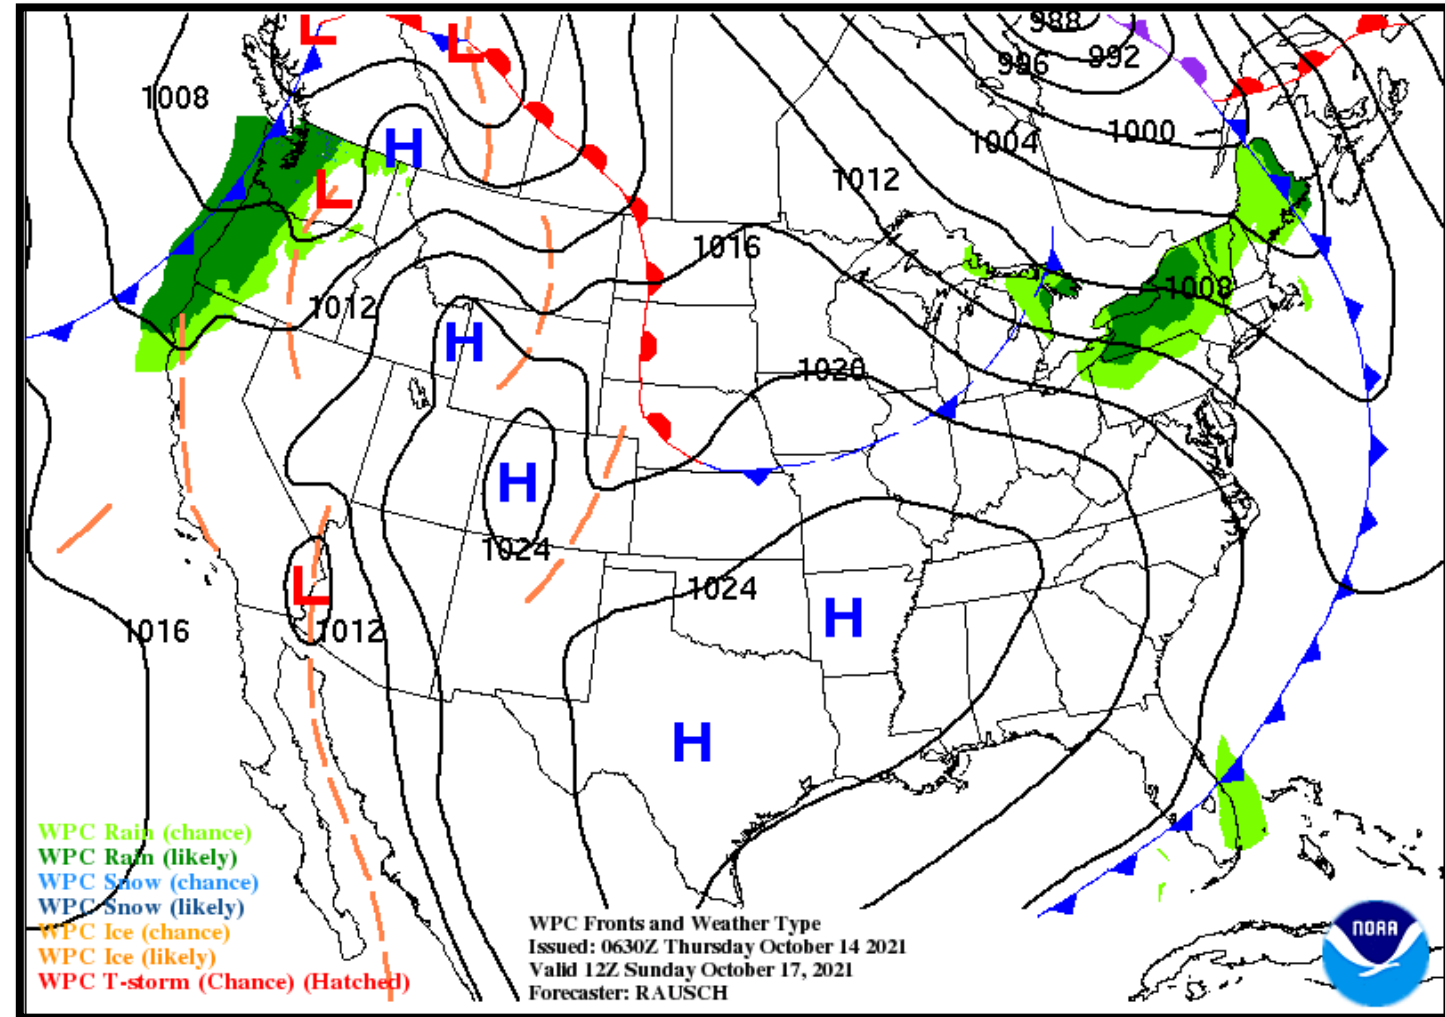 L
L
988
996
992
1008
1000
1004
H
1012
L
1016
1008
1012
H
1020
H
1024
1024
L
H
1016
1012
H
WPC Rain (chance)
WPC Rain (likely)
WPC Snow (chance)
WPC Snow (likely)
WPC Ice (chance)
WPC Ice (likely)
WPC T-storm (Chance) (Hatched)
WPC Fronts and Weather Type
Issued: 0630Z Thursday October 14 2021
Valid 12Z Sunday October 17, 2021
Forecaster: RAUSCH
NOAA